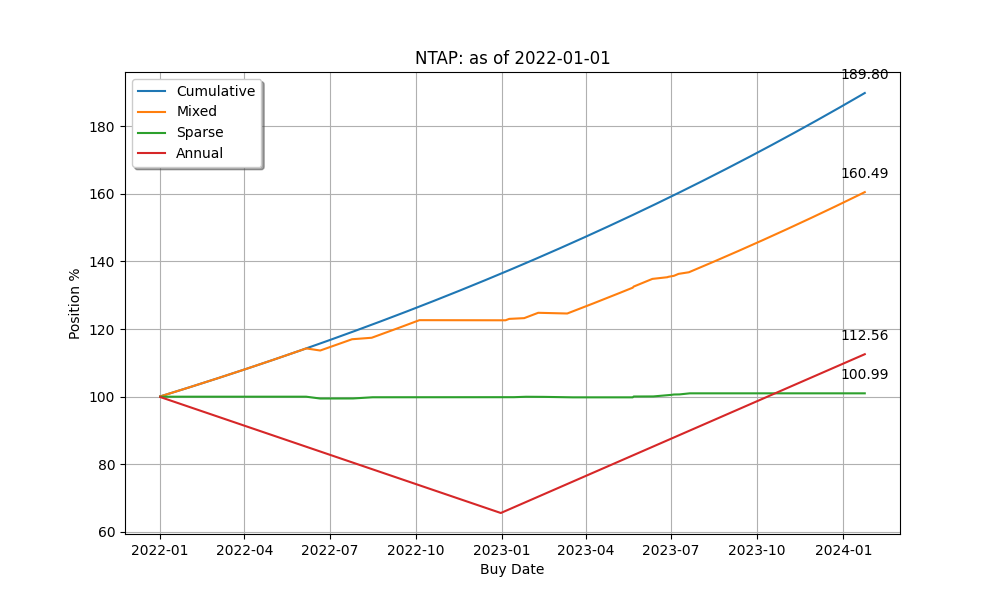 NTAP: as of 2022-01-01
189.80
Cumulative
Mixed
Sparse
Annual
180
160.49
160
140
120
112.56
100.99
100
80
60
Position %
2022-01 2022-04 2022-07 2022-10 2023-01 2023-04 2023-07 2023-10 2024-01
Buy Date